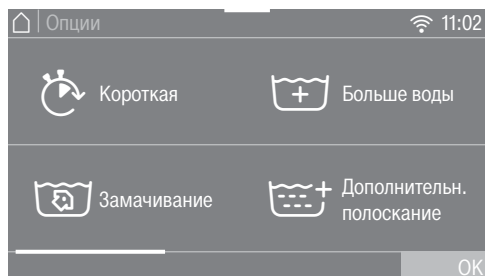 Опции
11:02
Короткая
Больше воды
Замачивание
Дополнительн.
полоскание
OK